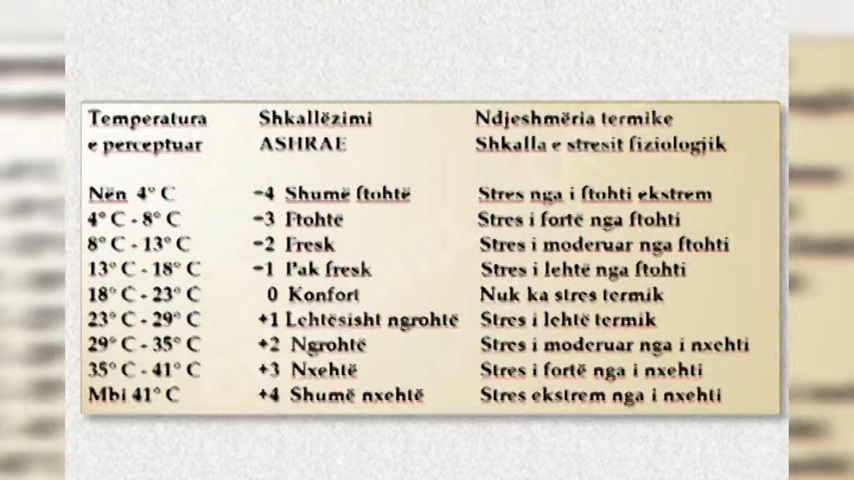 Temperatura Shkallëzimi Ndjeshmëria termike
e perceptuar ASHRAE Shkalla e stresit fiziologjik
Nën 4° C -4 Shumë ftohtë Stres nga i ftohti ekstrem
4° C - 8° C -3 Ftohtë Stres i fortë nga ftohti
8° C - 13° C -2 Fresk Stres i moderuar nga ftohti
13° C - 18° C -1 Pak fresk Stres i lehtë nga ftohti
18° C - 23° C 0 Konfort Nuk ka stres termik
23° C - 29° C +1 Lehtësisht ngrohtë Stres i lehtë termik
29° C - 35° C +2 Ngrohtë Stres i moderuar nga i nxehti
35° C - 41° C +3 Nxehtë Stres i fortë nga i nxehti
Mbi 41° C +4 Shumë nxehtë Stres ekstrem nga i nxehti